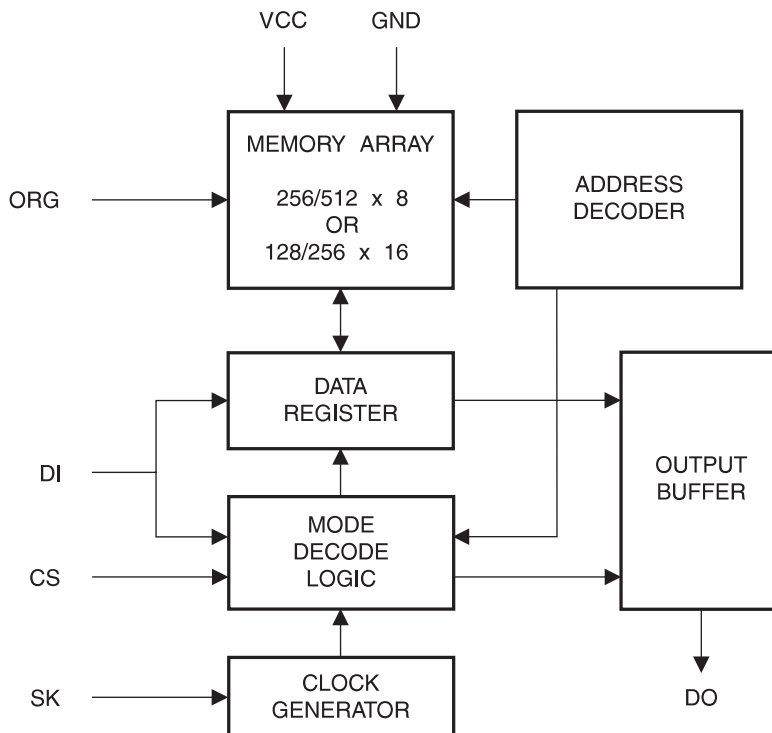 VCC
GND
MEMORY ARRAY
256/512 x 8
OR
128/256 x 16
ADDRESS
DECODER
ORG
DATA
REGISTER
DI
OUTPUT
BUFFER
MODE
DECODE
LOGIC
CS
CLOCK
GENERATOR
SK
DO